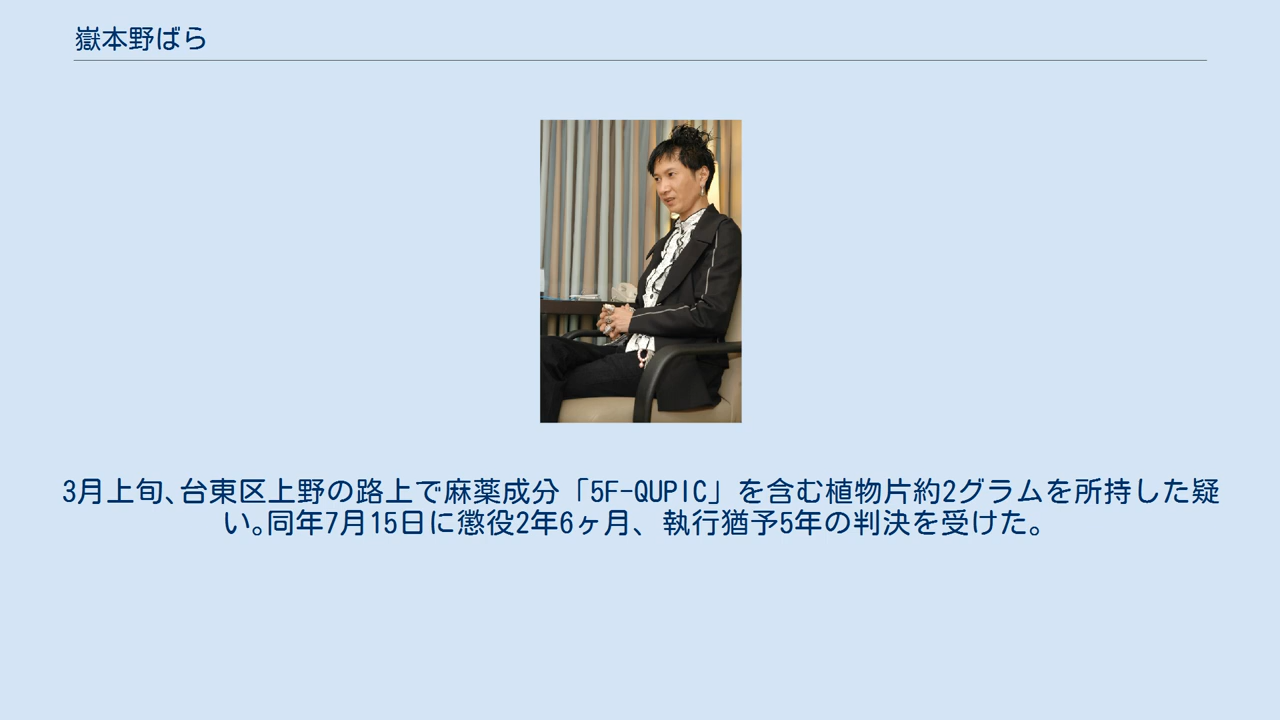 嶽本野ばら
3月上旬､台東区上野の路上で麻薬成分「5F-QUPIC」を含む植物片約2グラムを所持した疑
い｡同年7月15日に懲役2年6ヶ月、執行猶予5年の判決を受けた。